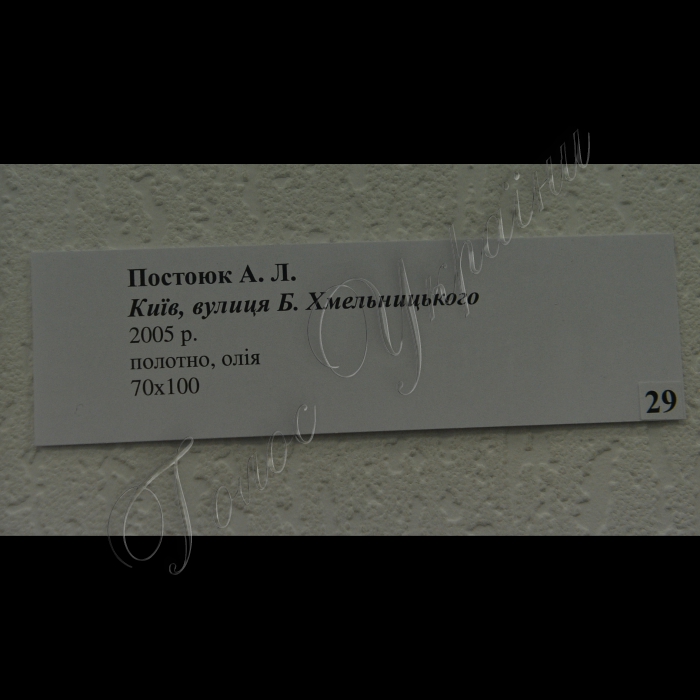 Постоюк А. Л.
Київ, вулиця Б. Хмельницького
2005 р.
полотно, олія
70х100
29
Голос України